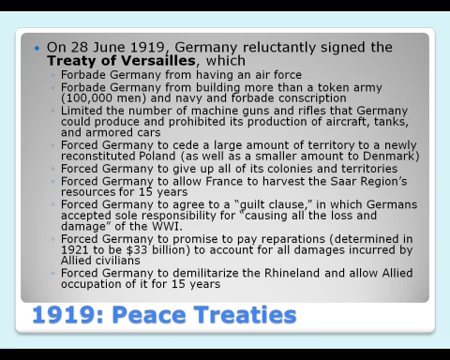 On 28 June 1919, Germany reluctantly signed the
Treaty of Versailles, which
Forbade Germany from having an air force
Forbade Germany from building more than a token army
(100,000 men) and navy and forbade conscription
Limited the number of machine guns and rifles that Germany
could produce and prohibited its production of aircraft, tanks,
and armored cars
Forced Germany to cede a large amount of territory to a newly
reconstituted Poland (as well as a smaller amount to Denmark)
Forced Germany to give up all of its colonies and territories
Forced Germany to allow France to harvest the Saar Region’s
resources for 15 years
Forced Germany to agree to a “guilt clause,” in which Germans
accepted sole responsibility for “causing all the loss and
damage” of the WWI.
Forced Germany to promise to pay reparations (determined in
1921 to be $33 billion) to account for all damages incurred by
Allied civilians
Forced Germany to demilitarize the Rhineland and allow Allied
occupation of it for 15 years
1919: Peace Treaties